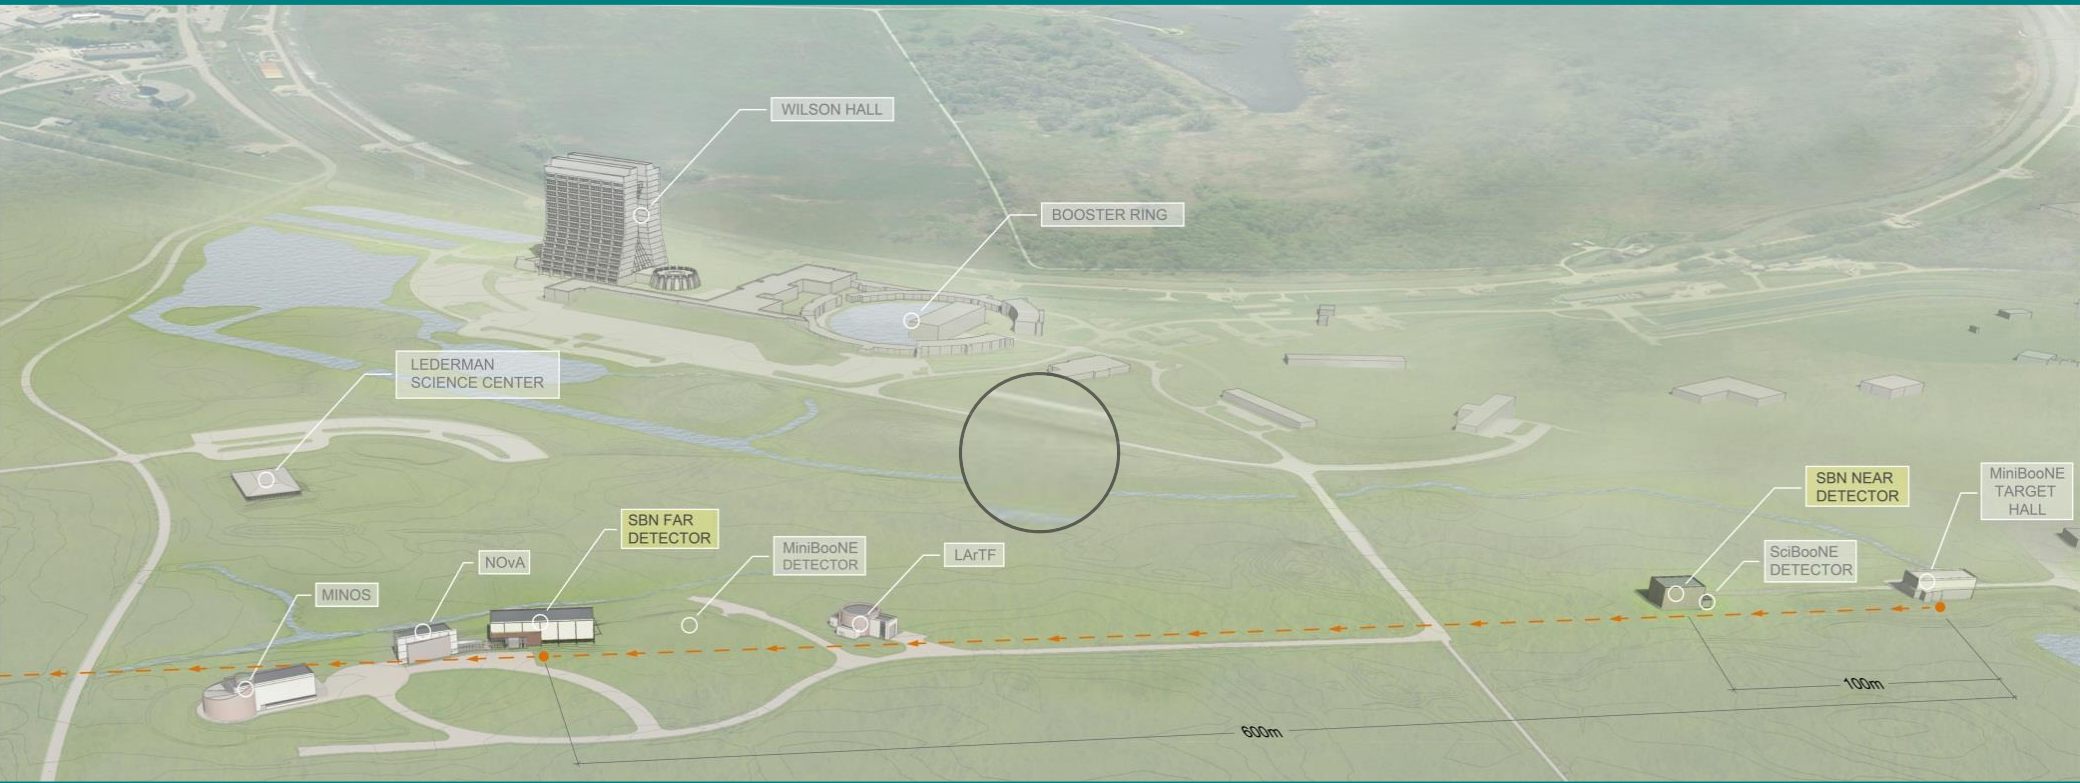 WILSON HALL
BOOSTER RING
LEDERMAN
SCIENCE CENTER
SBN FAR
DETECTOR
NOvA
MINOS
MiniBooNE
DETECTOR
LArTF
SBN NEAR
DETECTOR
SciBooNE
DETECTOR
MiniBooNE
TARGET
HALL
100m
600m